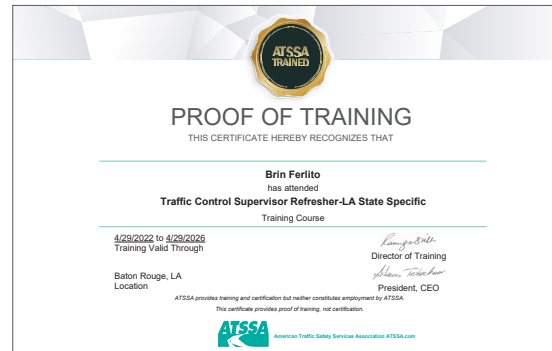 ATSSA
TRAINED
PROOF OF TRAINING
THIS CERTIFICATE HEREBY RECOGNIZES THAT
Brin Ferlito
has attended
Traffic Control Supervisor Refresher-LA State Specific
Training Course
4/29/2022 to 4/29/2026
Training Valid Through
Director of Training
Baton Rouge, LA
Location
President, CEO
ATSSA provides training and certification but neither constitutes employment by ATSSA.
This certificate provides proof of training, not certification.
ATSSA American Traffic Safety Services Association ATSSA.com